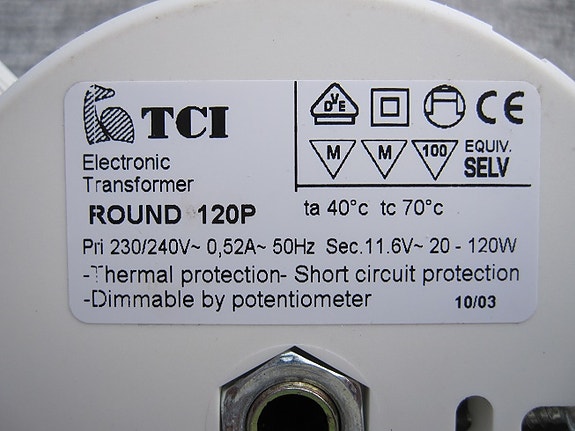 TCI
Electronic
Transformer
ROUND 120P
DVE
CE
M M 100
EQUIV.
SELV
ta 40°c tc 70°c
Pri 230/240V~ 0,52A~ 50Hz Sec.11.6V~ 20 - 120W
-Thermal protection- Short circuit protection
-Dimmable by potentiometer
10/03